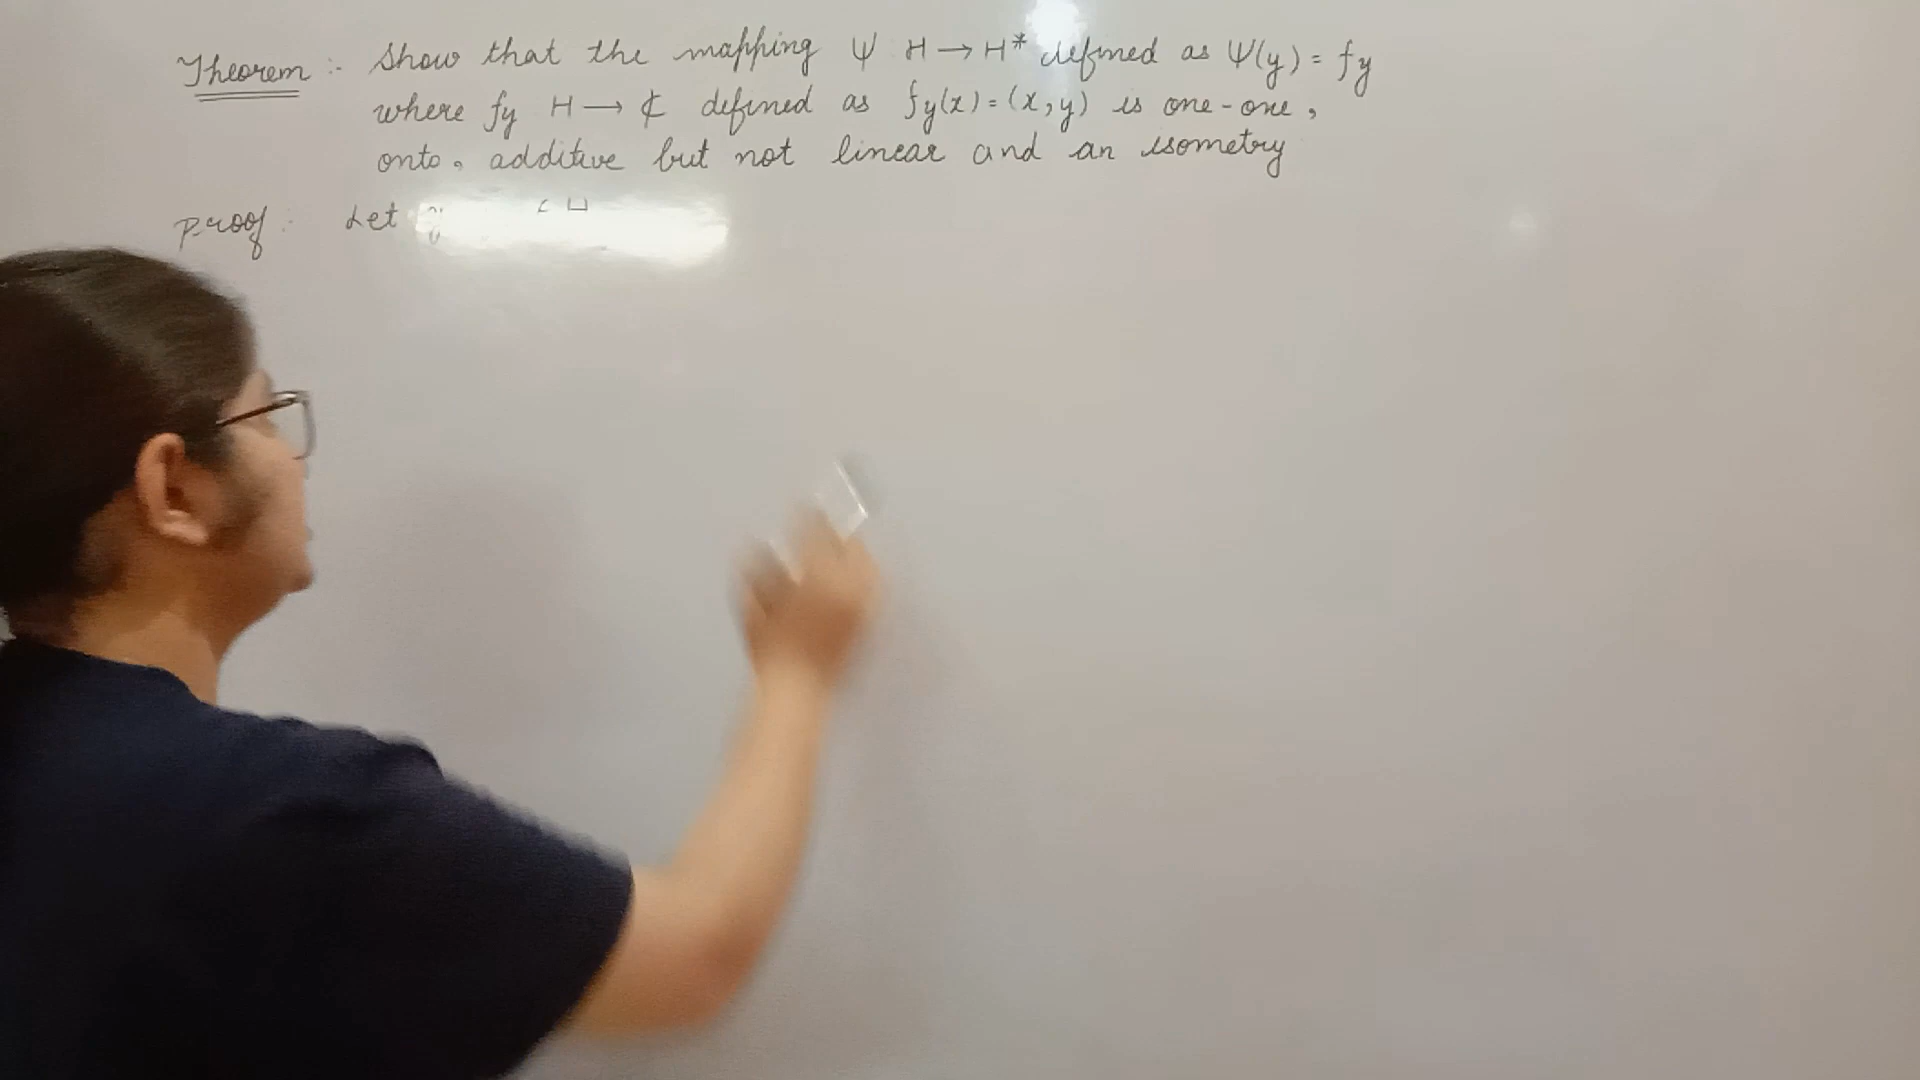 Theorem :- Show that the mapping Ψ H → H* defined as Ψ(y) = fy
where fy H → ₵ defined as fy(x) = (x, y) is one-one,
onto, additive but not linear and an isometry
Proof : Let